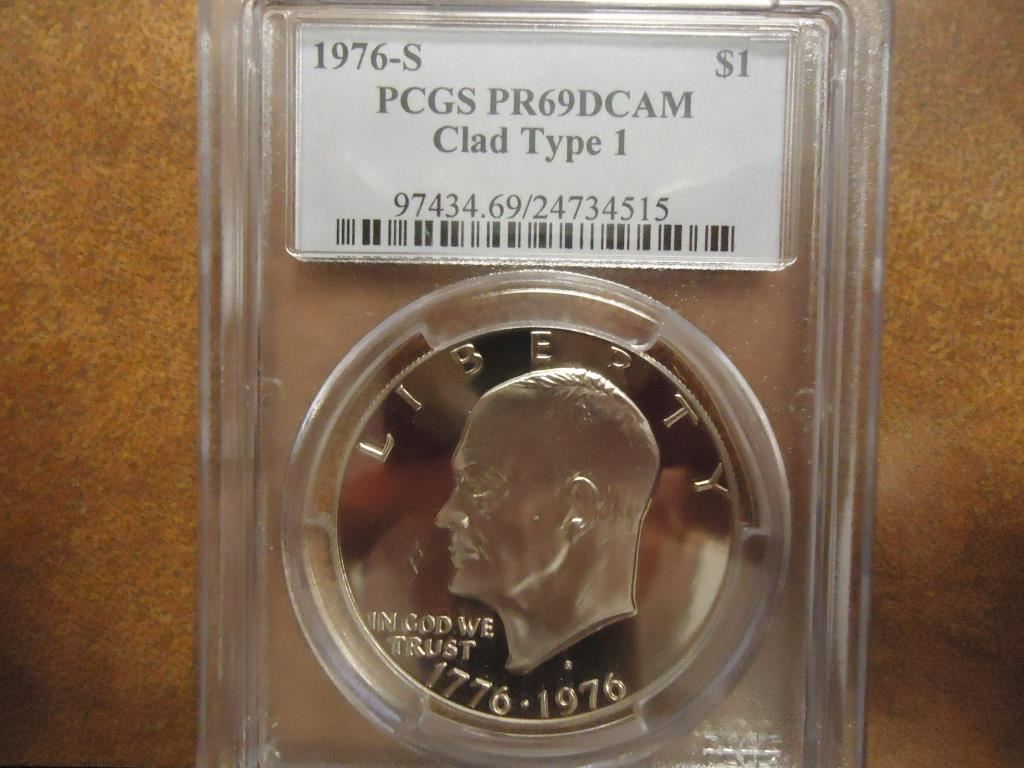 1976-S $1
PCGS PR69DCAM
Clad Type 1
97434.69/24734515
LIBERTY
IN GOD WE
TRUST
S
1776·1976